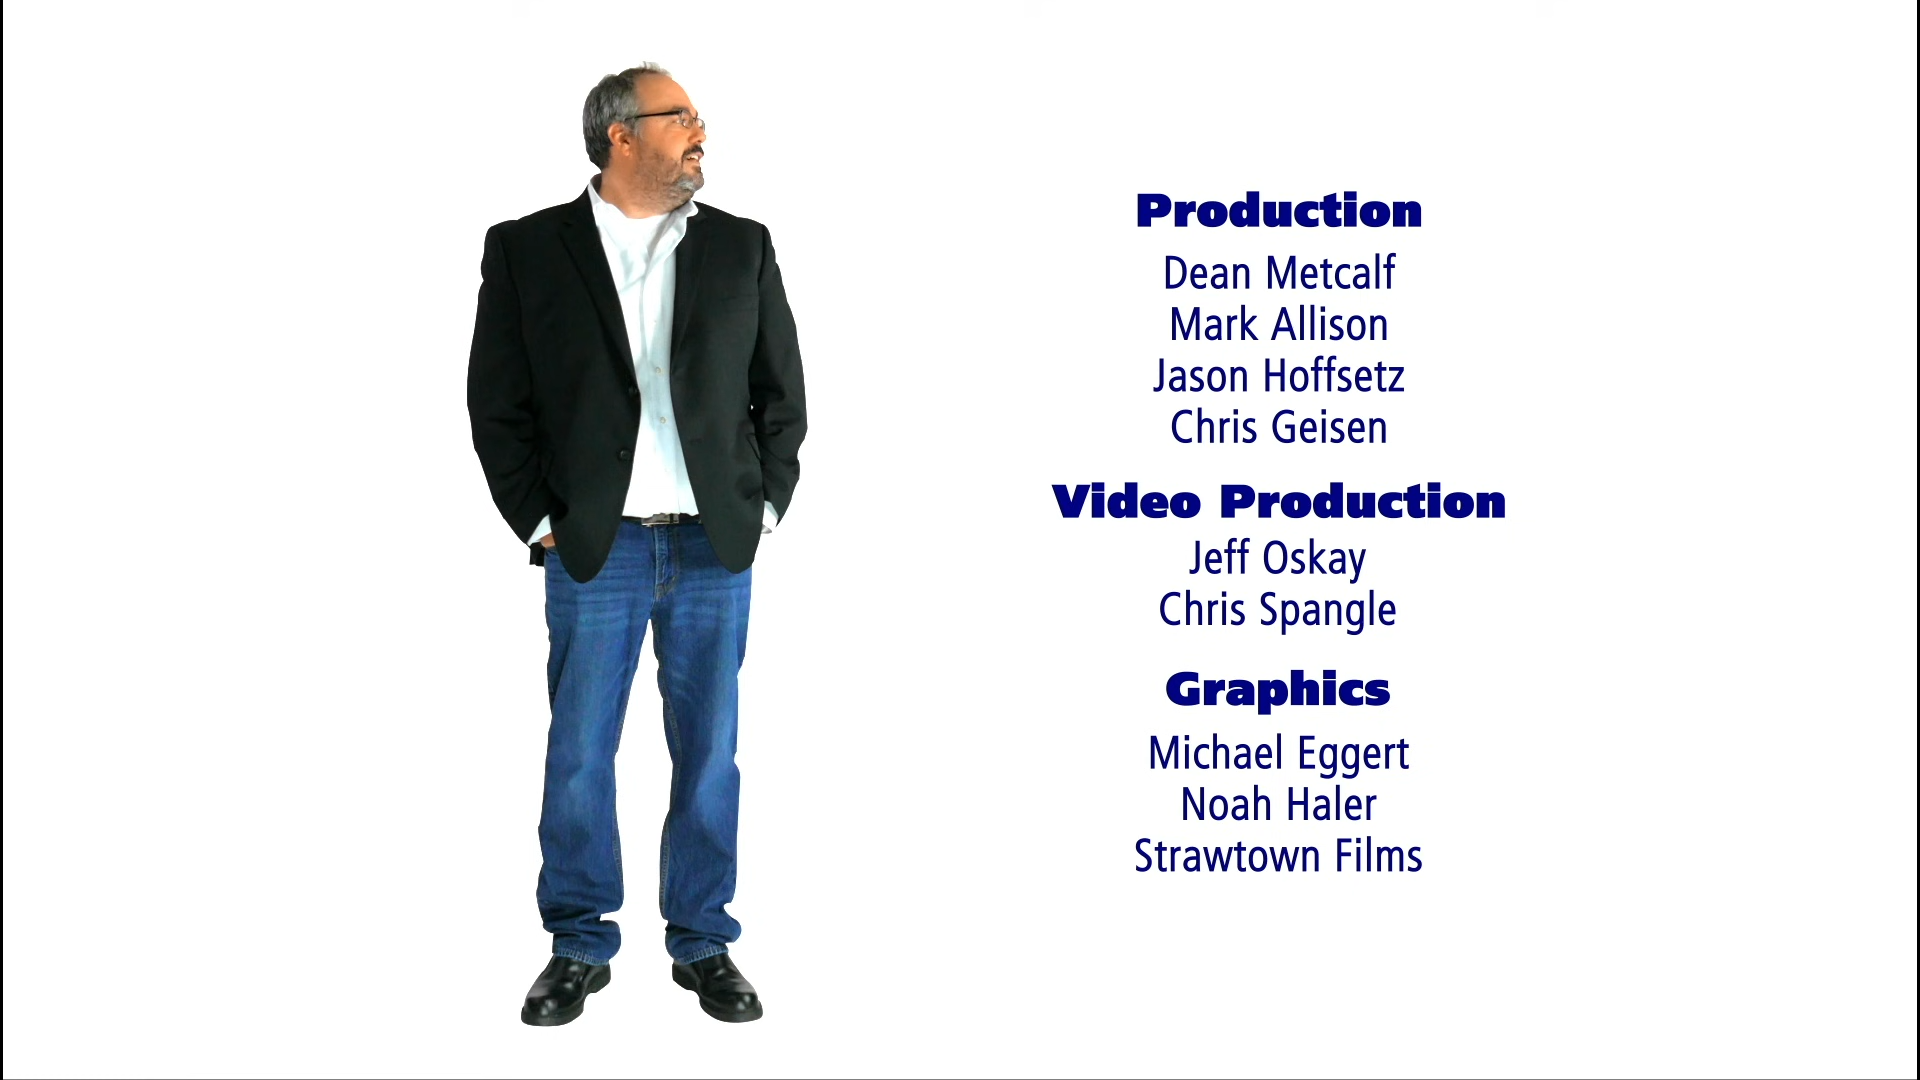 Production
Dean Metcalf
Mark Allison
Jason Hoffsetz
Chris Geisen
Video Production
Jeff Oskay
Chris Spangle
Graphics
Michael Eggert
Noah Haler
Strawtown Films